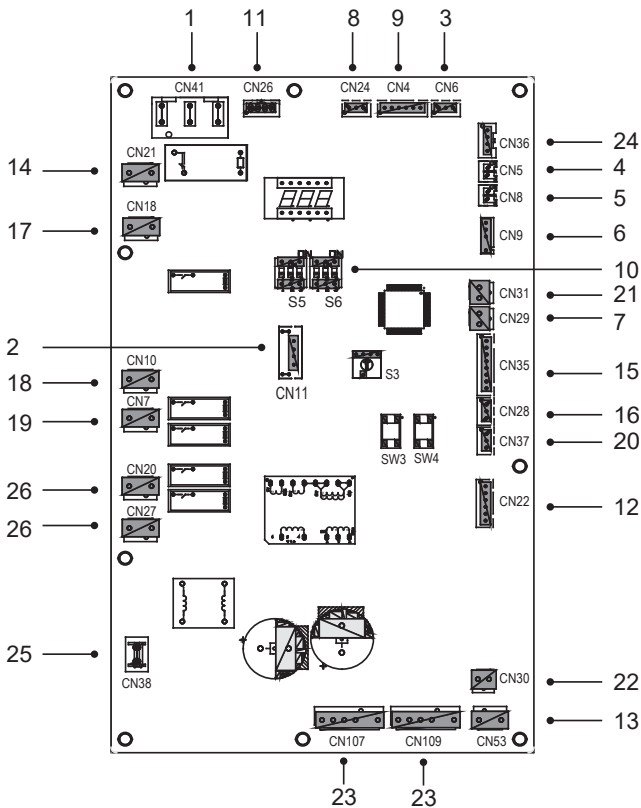 1 11 8 9 3
CN41 CN26 CN24 CN4 CN6
CN36 24
CN21 CN5 4
14 CN8 5
CN18
17 CN9 6
10
S5 S6 CN31 21
CN29 7
2 S3 CN35 15
CN10 CN11
18 CN28 16
CN7
19 CN37 20
SW3 SW4
CN20
26 CN22 12
CN27
26
25 CN38
CN30 22
13
CN107 CN109 CN53
23 23